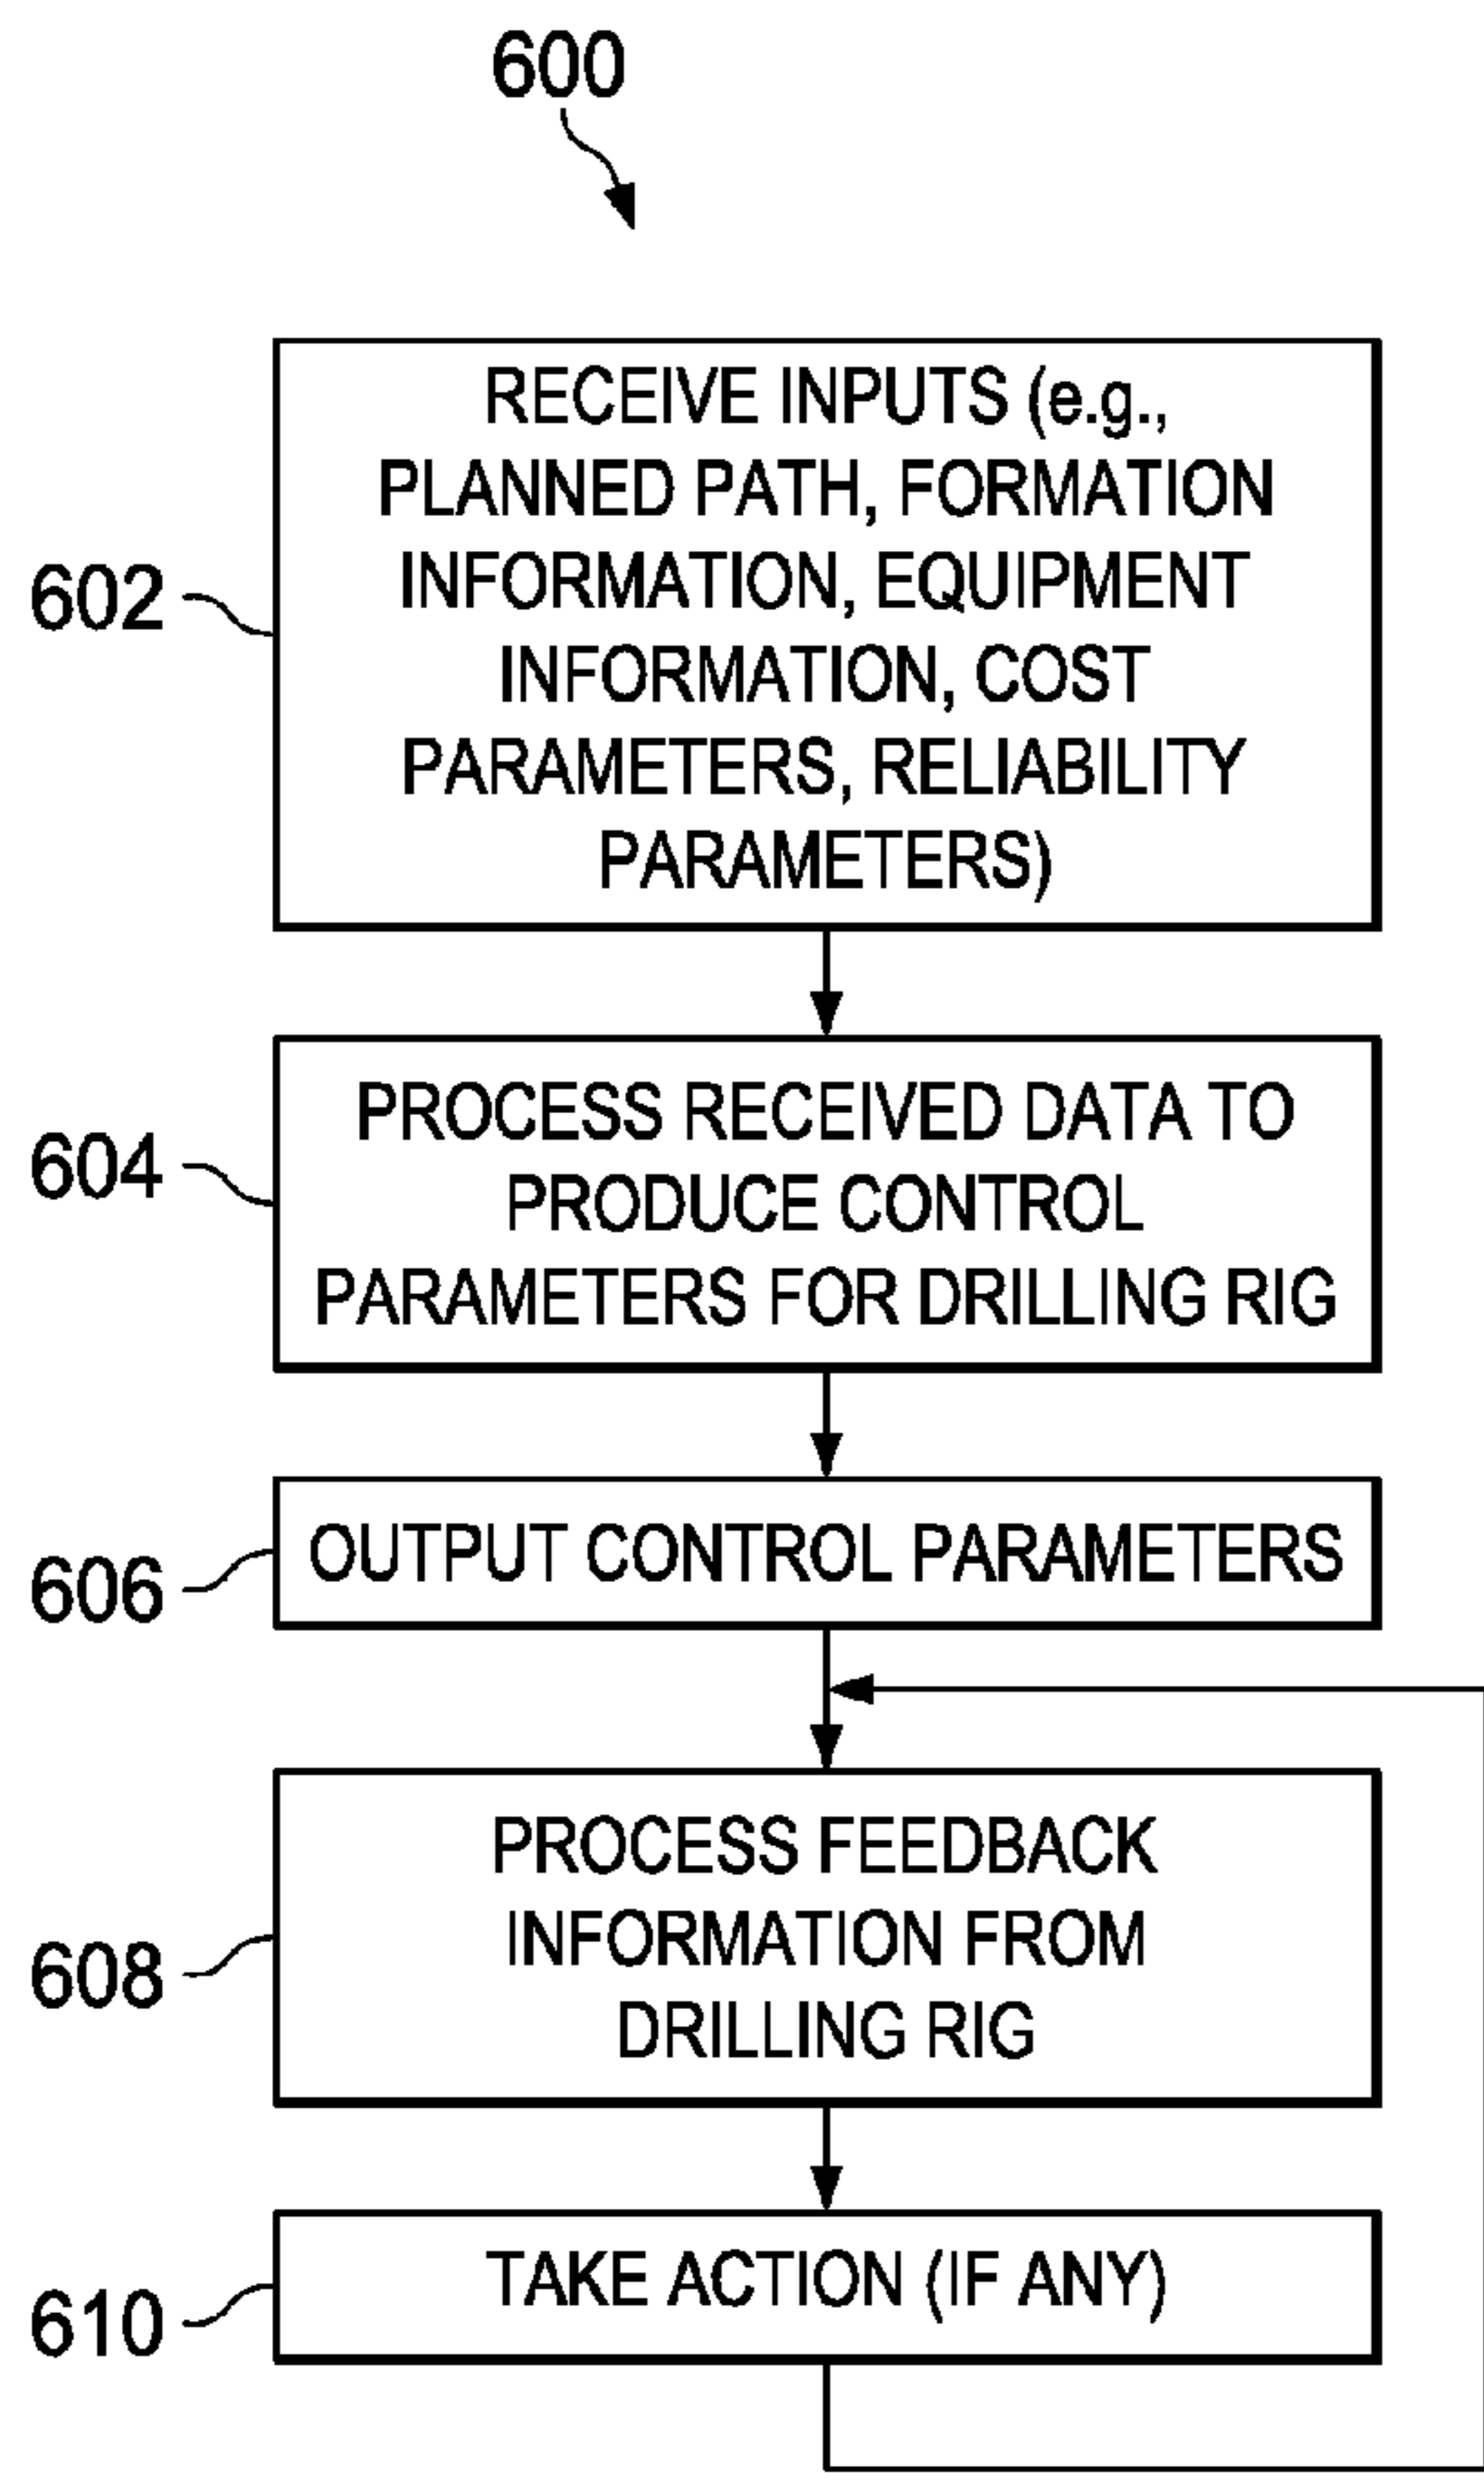 600
RECEIVE INPUTS (e.g.,
PLANNED PATH, FORMATION
INFORMATION, EQUIPMENT
INFORMATION, COST
PARAMETERS, RELIABILITY
PARAMETERS)
602
PROCESS RECEIVED DATA TO
PRODUCE CONTROL
PARAMETERS FOR DRILLING RIG
604
OUTPUT CONTROL PARAMETERS
606
PROCESS FEEDBACK
INFORMATION FROM
DRILLING RIG
608
TAKE ACTION (IF ANY)
610